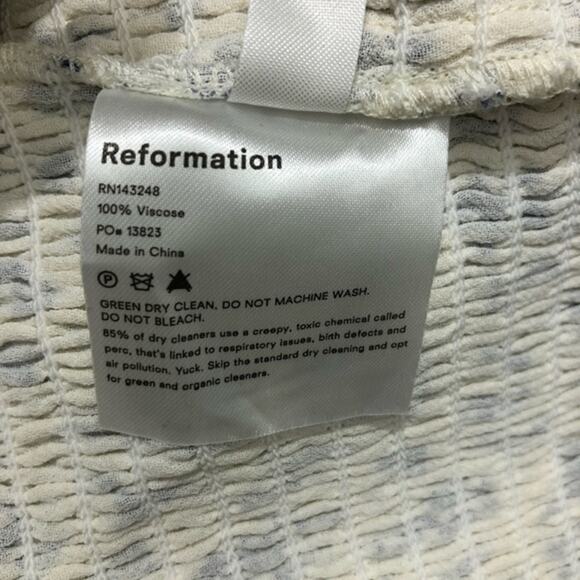 Reformation
RN143248
100% Viscose
PO# 13823
Made in China
P
GREEN DRY CLEAN. DO NOT MACHINE WASH.
DO NOT BLEACH.
85% of dry cleaners use a creepy, toxic chemical called
perc, that's linked to respiratory issues, birth defects and
air pollution. Yuck. Skip the standard dry cleaning and opt
for green and organic cleaners.